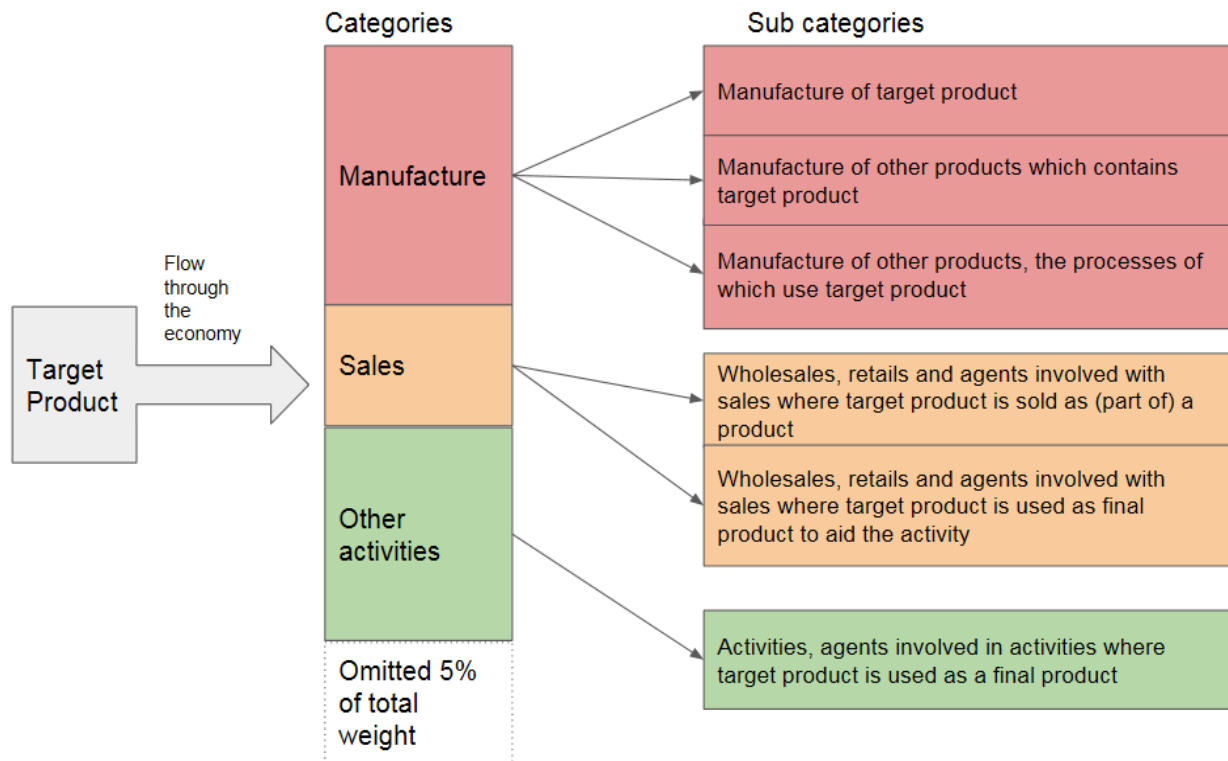 Categories
Sub categories
Manufacture of target product
Manufacture
Manufacture of other products which contains
target product
Manufacture of other products, the processes of
which use target product
Flow
through
the
economy
Target
Product
Sales
Wholesales, retails and agents involved with
sales where target product is sold as (part of) a
product
Wholesales, retails and agents involved with
sales where target product is used as final
product to aid the activity
Other
activities
Activities, agents involved in activities where
target product is used as a final product
Omitted 5%
of total
weight